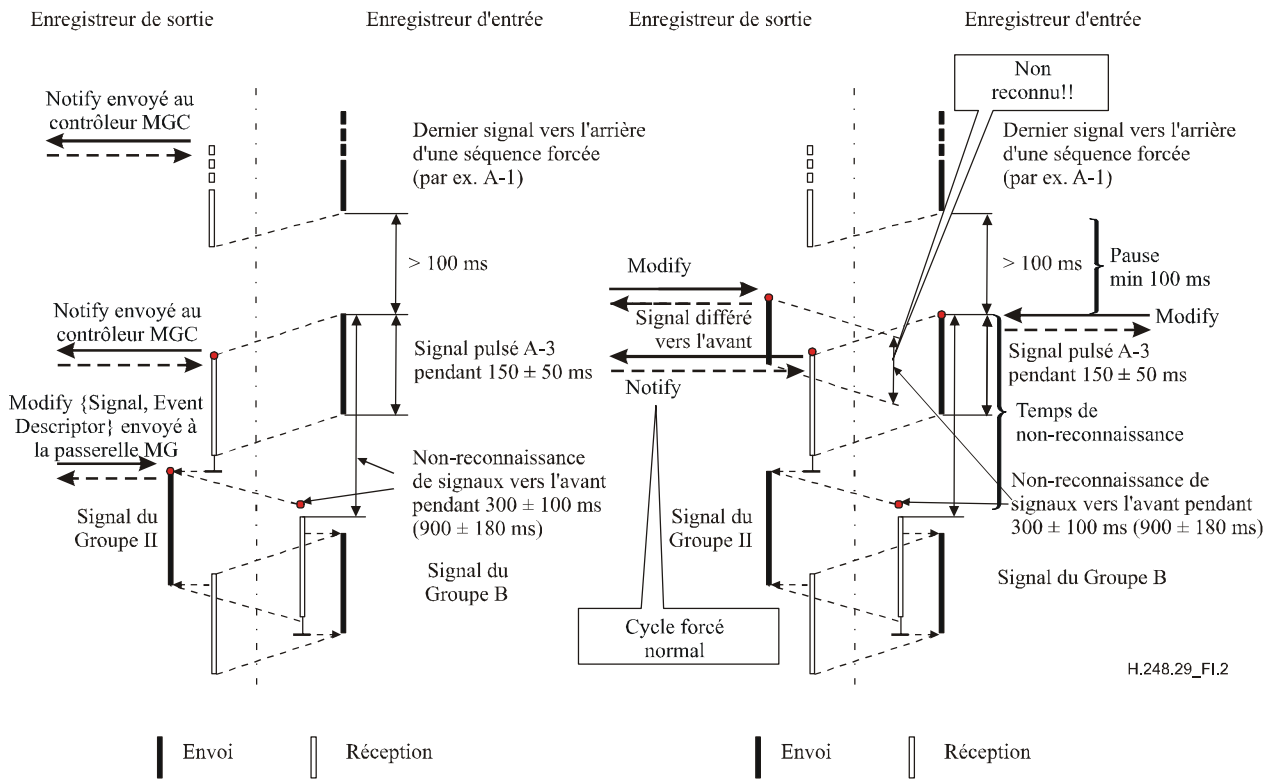 Enregistreur de sortie
Enregistreur d'entrée
Enregistreur de sortie
Enregistreur d'entrée
Notify envoyé au
contrôleur MGC
Dernier signal vers l'arrière
d'une séquence forcée
(par ex. A-1)
> 100 ms
Notify envoyé au
contrôleur MGC
Signal pulsé A-3
pendant 150 ± 50 ms
Modify {Signal, Event
Descriptor} envoyé à
la passerelle MG
Non-reconnaissance
de signaux vers l'avant
pendant 300 ± 100 ms
(900 ± 180 ms)
Signal du
Groupe II
Signal du
Groupe B
Non
reconnu!!
Dernier signal vers l'arrière
d'une séquence forcée
(par ex. A-1)
> 100 ms
Pause
min 100 ms
Modify
Signal différé
vers l'avant
Notify
Modify
Signal pulsé A-3
pendant 150 ± 50 ms
Temps de
non-reconnaissance
Non-reconnaissance de
signaux vers l'avant pendant
300 ± 100 ms (900 ± 180 ms)
Signal du
Groupe II
Signal du Groupe B
Cycle forcé
normal
H.248.29_FI.2
Envoi
Réception
Envoi
Réception